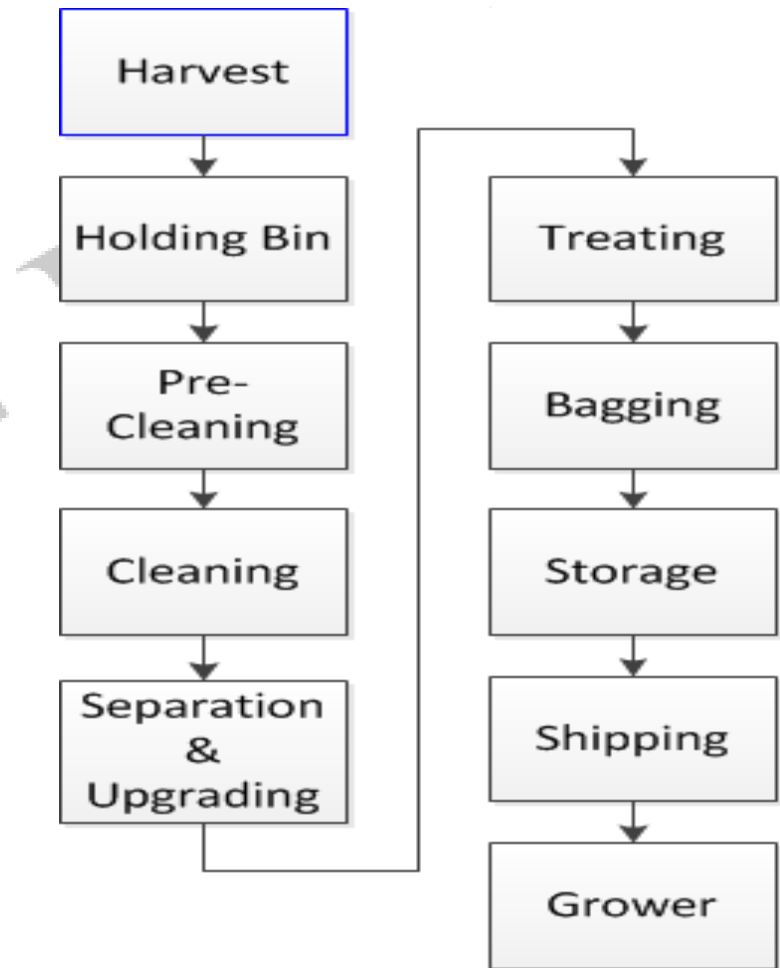 Harvest
Holding Bin
Pre-
Cleaning
Cleaning
Separation
&
Upgrading
Treating
Bagging
Storage
Shipping
Grower